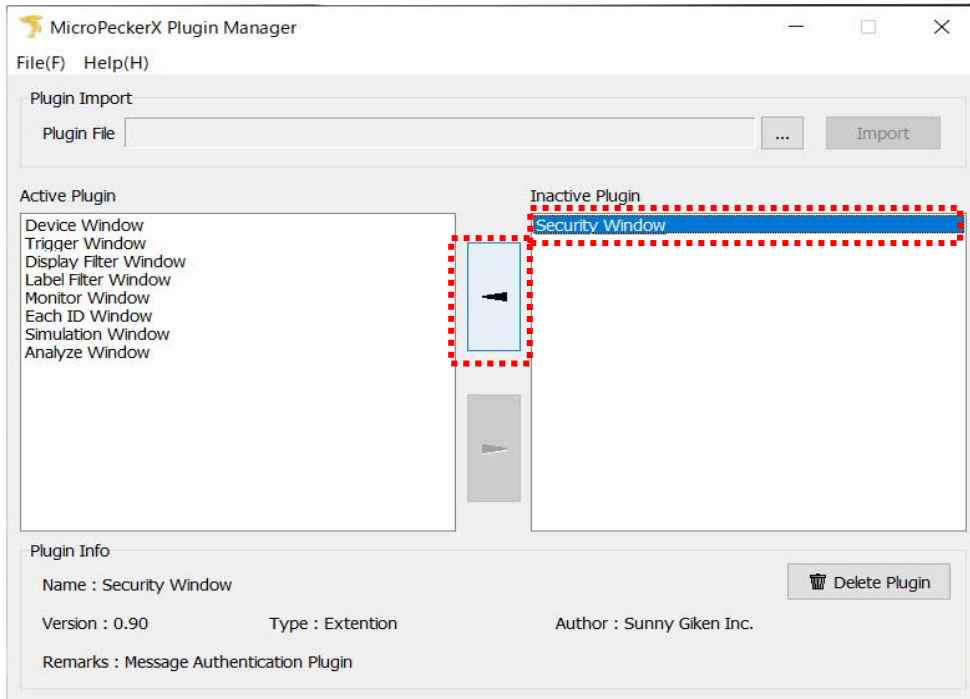 MicroPeckerX Plugin Manager
File(F) Help(H)
Plugin Import
Plugin File ... Import
Active Plugin
Device Window
Trigger Window
Display Filter Window
Label Filter Window
Monitor Window
Each ID Window
Simulation Window
Analyze Window
Inactive Plugin
Security Window
Plugin Info
Name : Security Window
Delete Plugin
Version : 0.90 Type : Extention Author : Sunny Giken Inc.
Remarks : Message Authentication Plugin